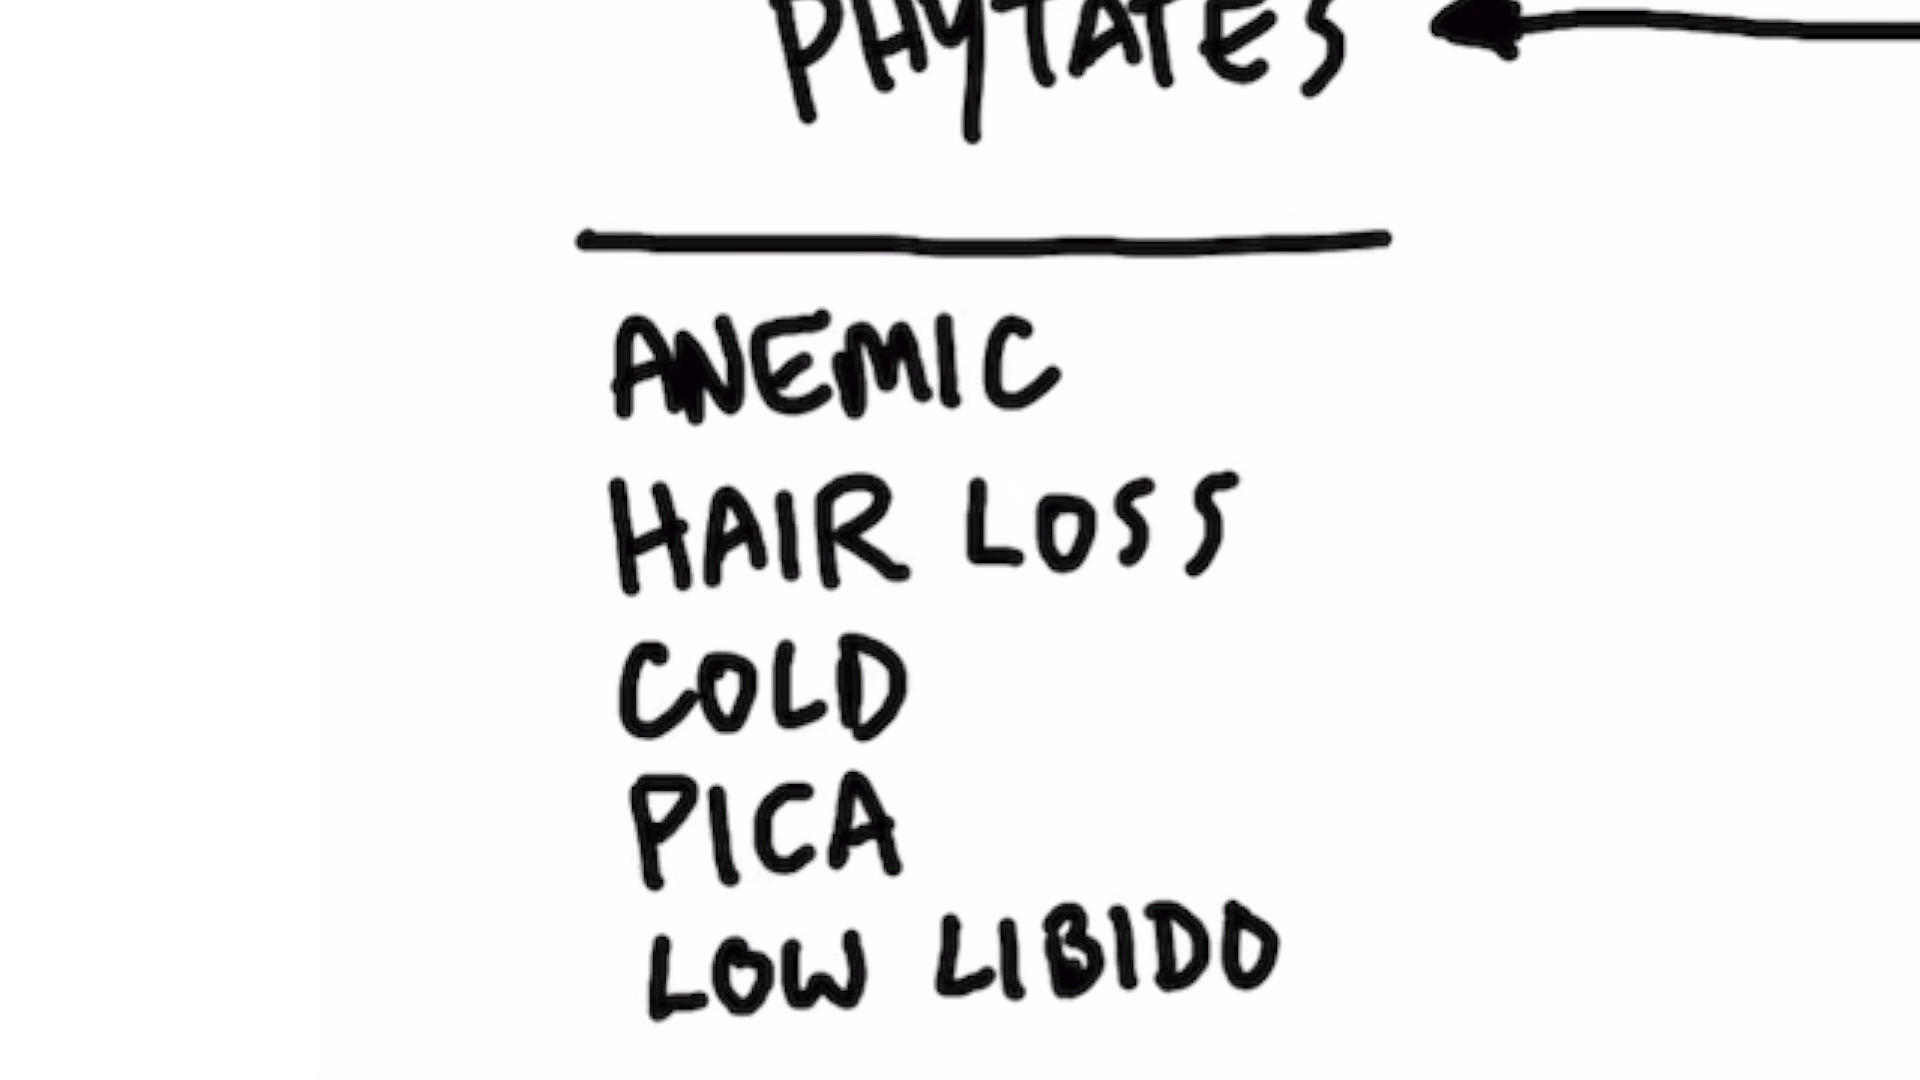 PHYTATES
ANEMIC
HAIR LOSS
COLD
PICA
LOW LIBIDO